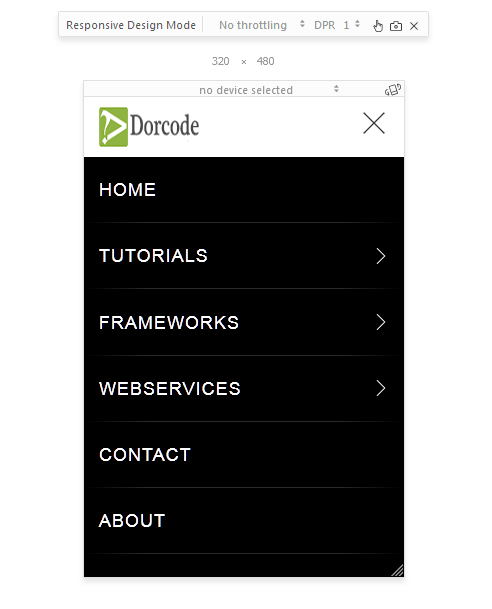 Responsive Design Mode No throttling DPR 1
320 × 480
no device selected
Dorcode
HOME
TUTORIALS
FRAMEWORKS
WEBSERVICES
CONTACT
ABOUT